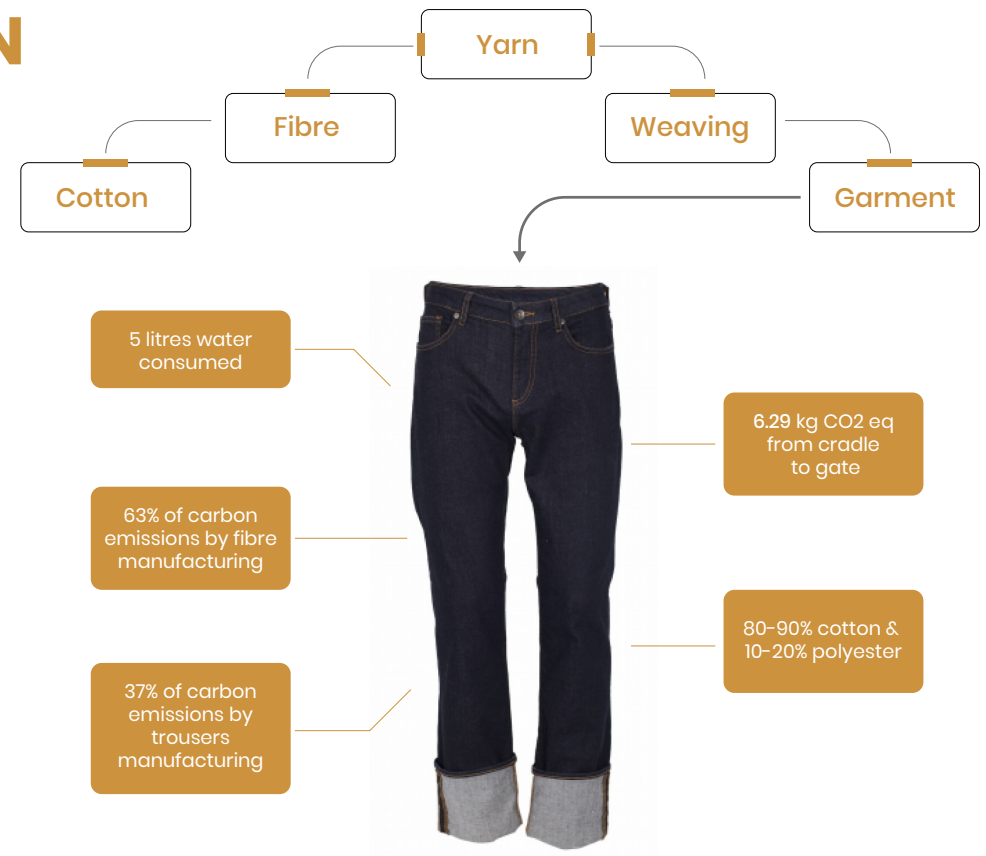 N
Yarn
Fibre
Weaving
Cotton
Garment
5 litres water
consumed
6.29 kg CO2 eq
from cradle
to gate
63% of carbon
emissions by fibre
manufacturing
80-90% cotton &
10-20% polyester
37% of carbon
emissions by
trousers
manufacturing